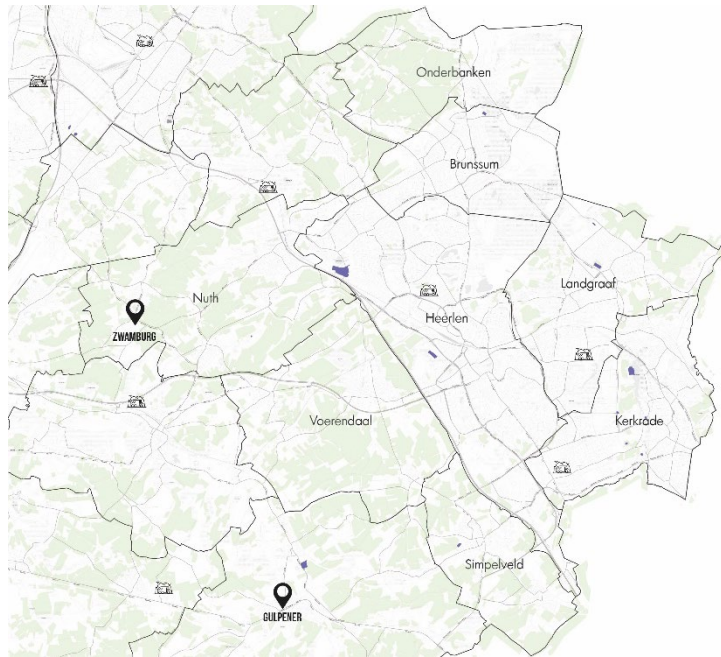 Onderbanken
Brunssum
Landgraaf
Nuth
Heerlen
ZWAMBURG
Voerendaal
Kerkrade
Simpelveld
GULPENER